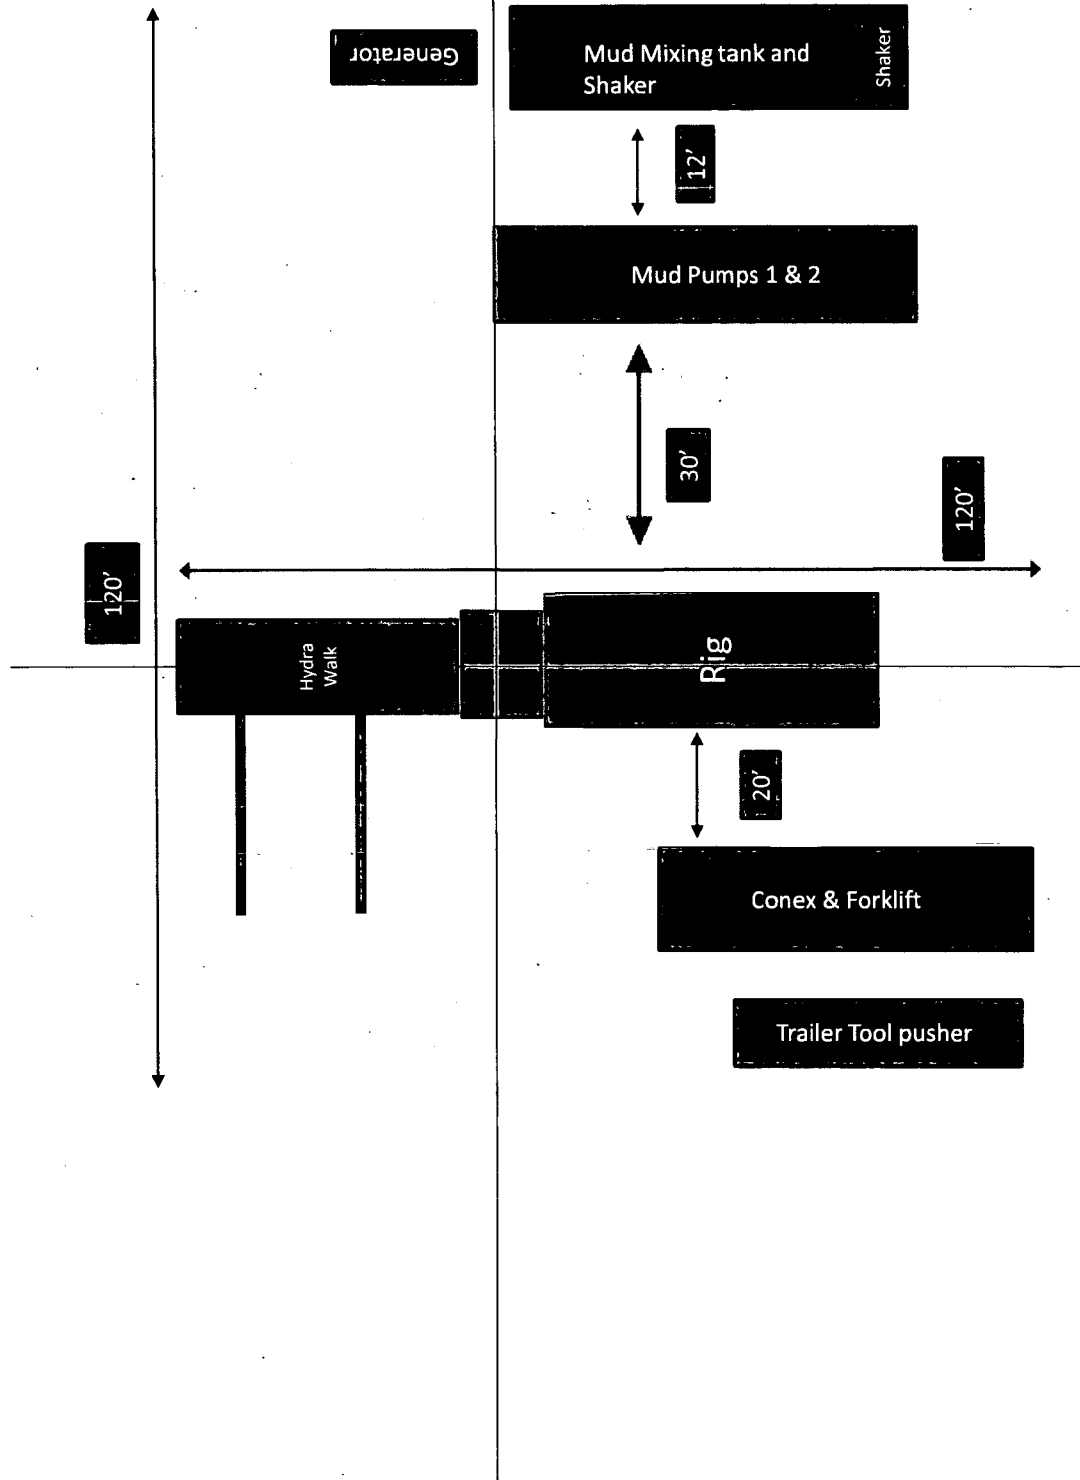 Generator
Mud Mixing tank and
Shaker
Shaker
12'
Mud Pumps 1 & 2
30'
120'
120'
Hydra
Walk
Rig
20'
Conex & Forklift
Trailer Tool pusher